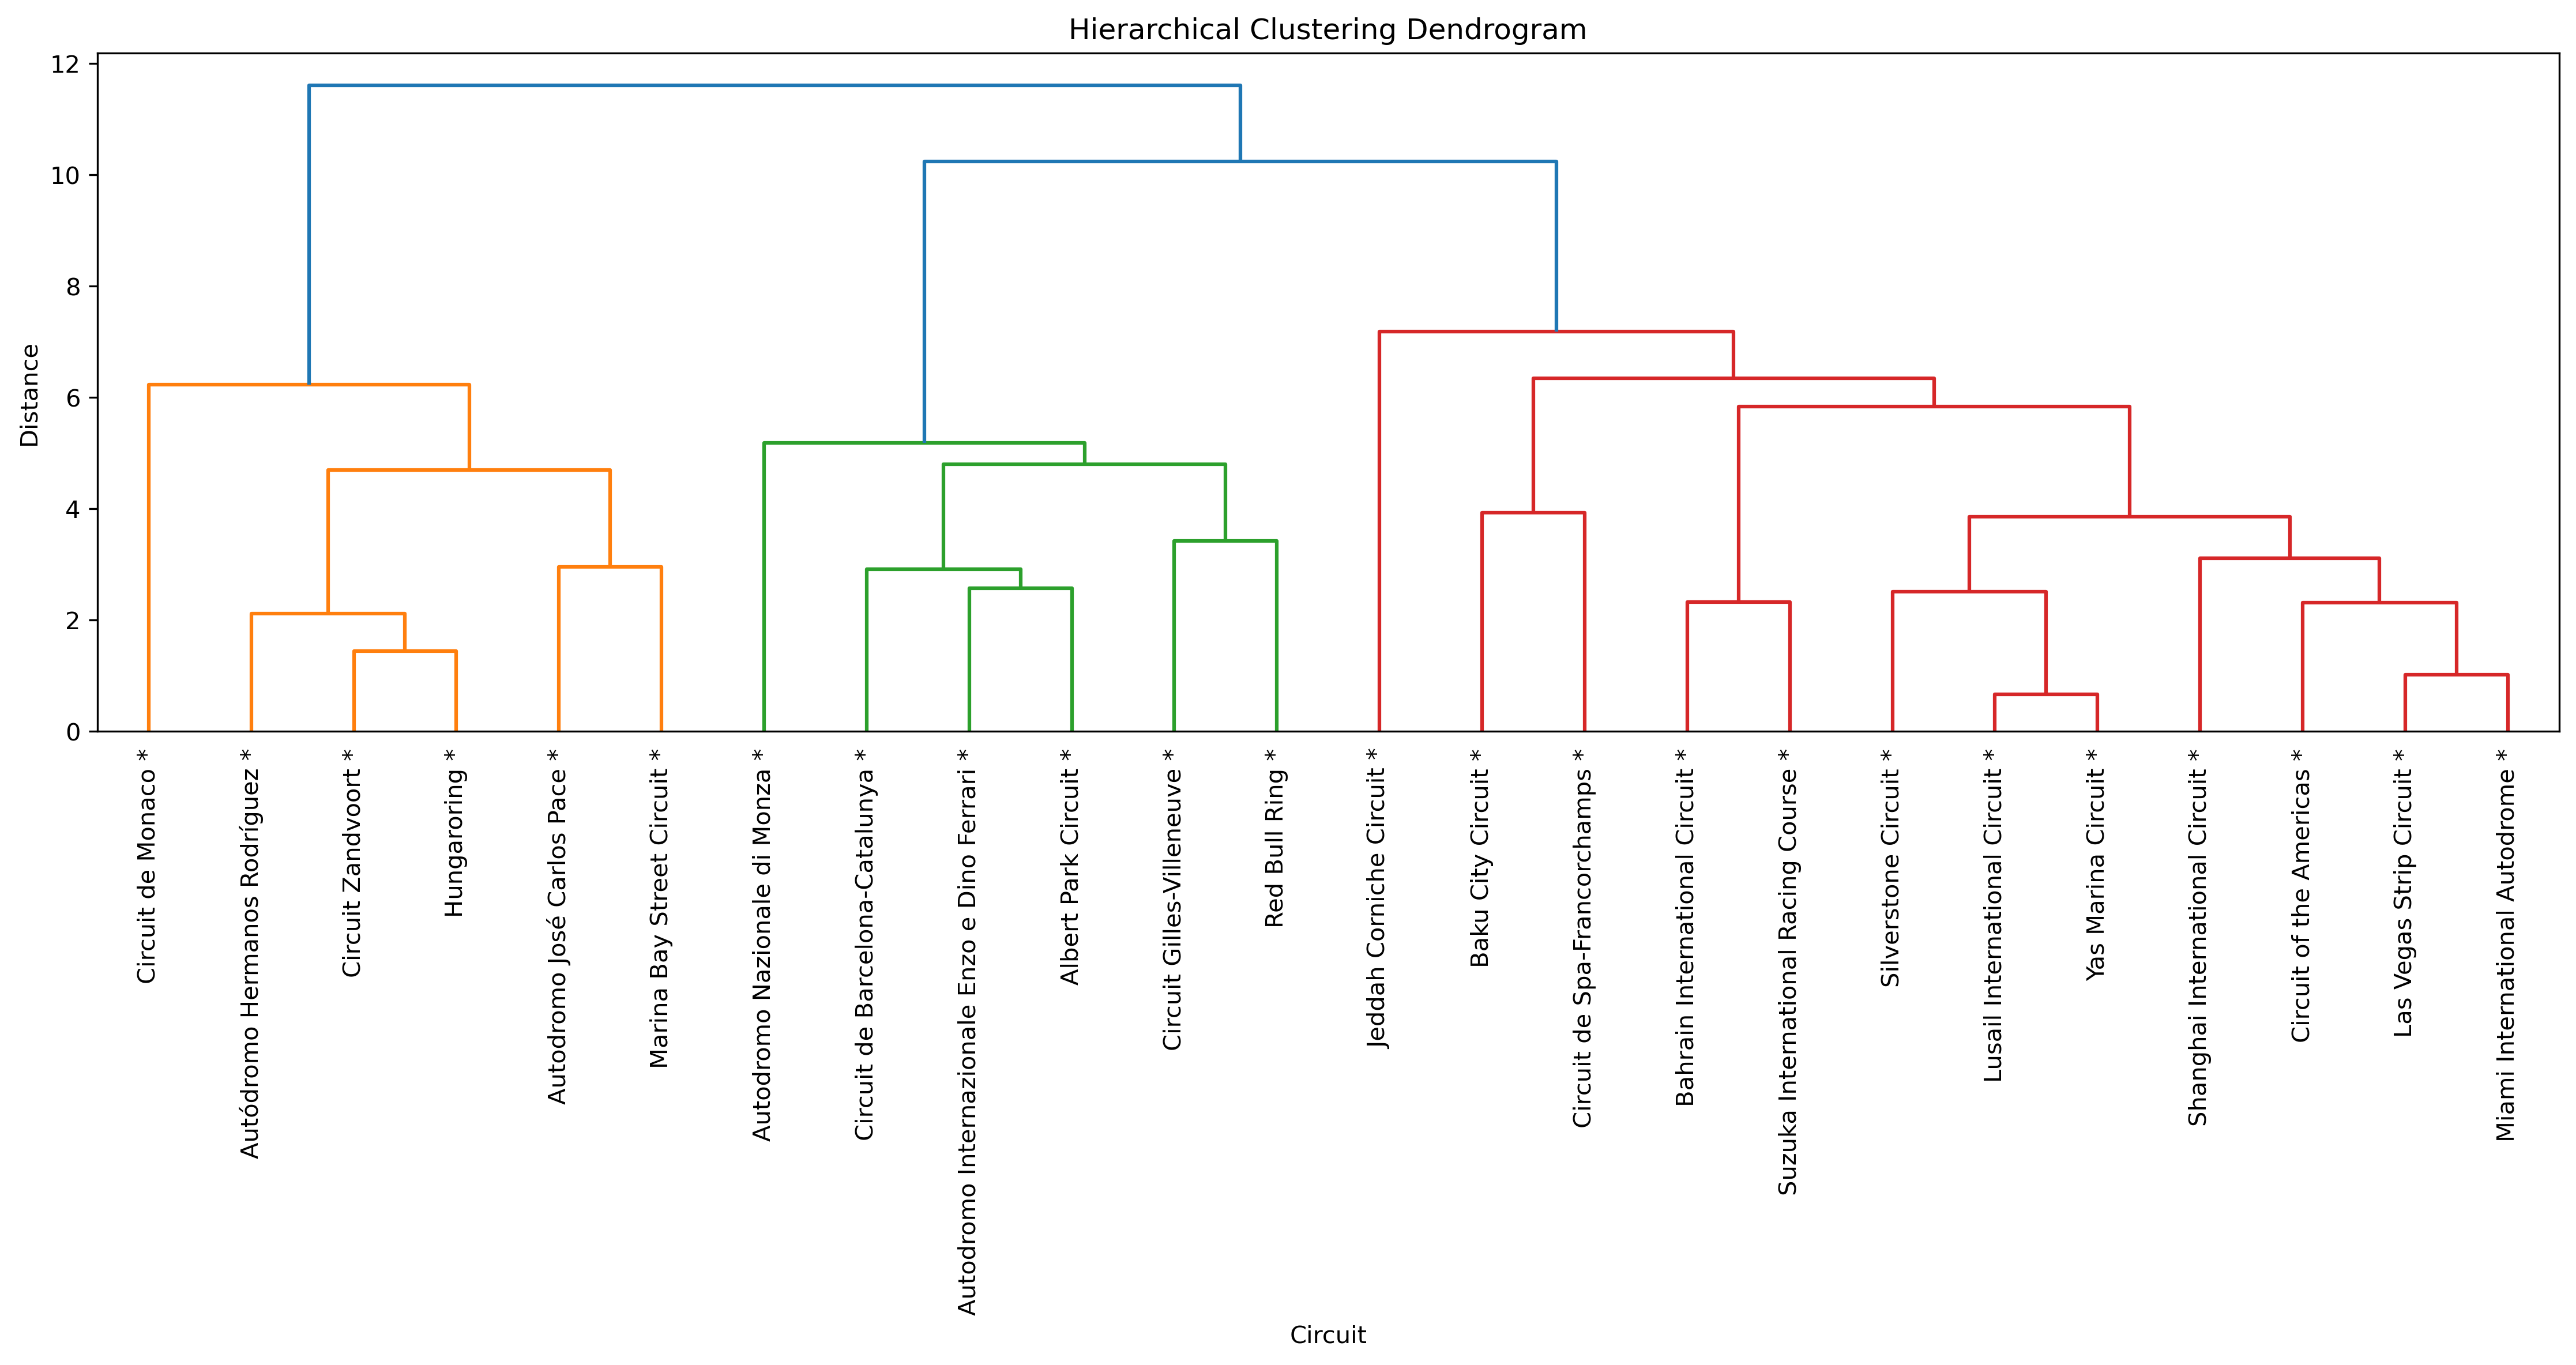 Hierarchical Clustering Dendrogram
12
10
8
6
4
2
0
Distance
Circuit de Monaco *
Autódromo Hermanos Rodríguez *
Circuit Zandvoort *
Hungaroring *
Autodromo José Carlos Pace *
Marina Bay Street Circuit *
Autodromo Nazionale di Monza *
Circuit de Barcelona-Catalunya *
Autodromo Internazionale Enzo e Dino Ferrari *
Albert Park Circuit *
Circuit Gilles-Villeneuve *
Red Bull Ring *
Jeddah Corniche Circuit *
Baku City Circuit *
Circuit de Spa-Francorchamps *
Bahrain International Circuit *
Suzuka International Racing Course *
Silverstone Circuit *
Lusail International Circuit *
Yas Marina Circuit *
Shanghai International Circuit *
Circuit of the Americas *
Las Vegas Strip Circuit *
Miami International Autodrome *
Circuit